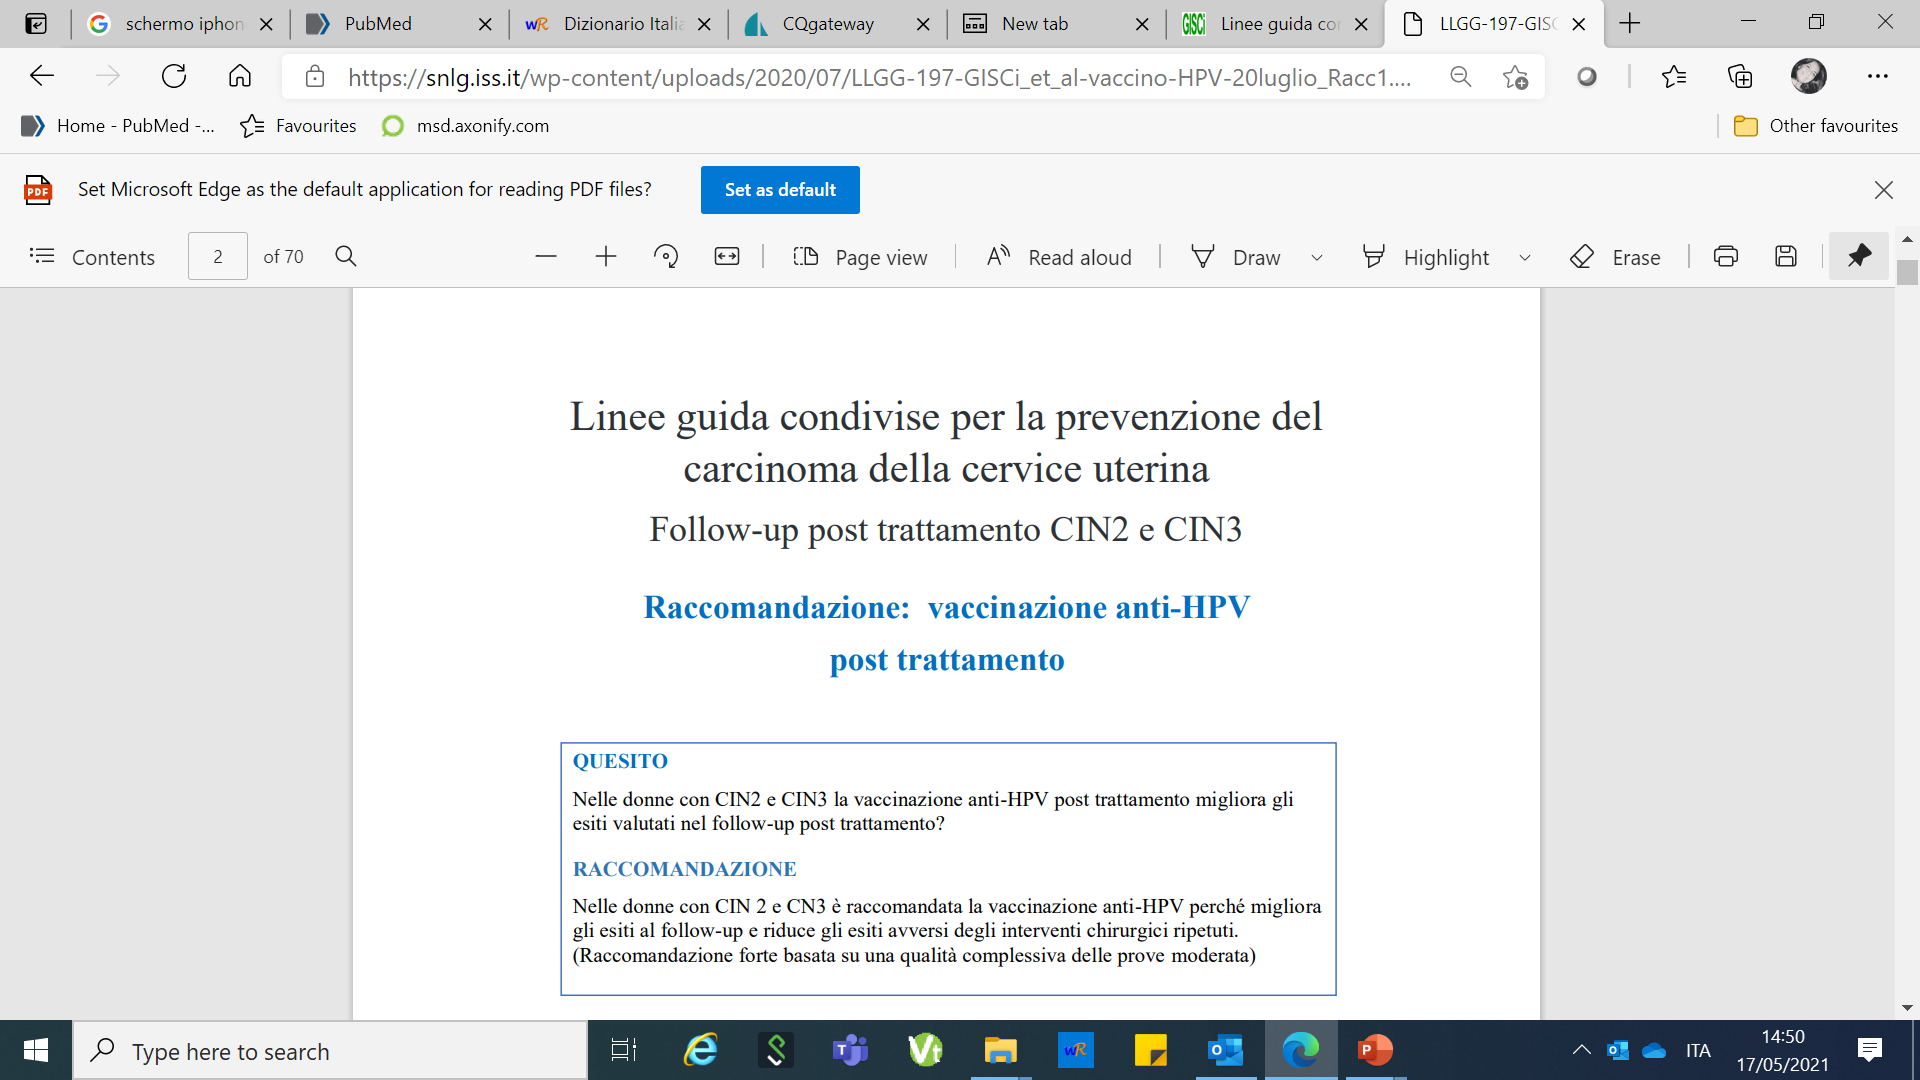 schermo iphon
PubMed
Dizionario Itali
CQgateway
New tab
GISCi
Linee guida co
LLGG-197-GISC
https://snlg.iss.it/wp-content/uploads/2020/07/LLGG-197-GISCi_et_al-vaccino-HPV-20luglio_Racc1....
Home - PubMed -...
Favourites
msd.axonify.com
Other favourites
PDF
Set Microsoft Edge as the default application for reading PDF files?
Set as default
Contents
2
of 70
Page view
Read aloud
Draw
Highlight
Erase
Linee guida condivise per la prevenzione del
carcinoma della cervice uterina
Follow-up post trattamento CIN2 e CIN3
Raccomandazione:  vaccinazione anti-HPV
post trattamento
QUESITO
Nelle donne con CIN2 e CIN3 la vaccinazione anti-HPV post trattamento migliora gli
esiti valutati nel follow-up post trattamento?
RACCOMANDAZIONE
Nelle donne con CIN 2 e CN3 è raccomandata la vaccinazione anti-HPV perché migliora
gli esiti al follow-up e riduce gli esiti avversi degli interventi chirurgici ripetuti.
(Raccomandazione forte basata su una qualità complessiva delle prove moderata)
Type here to search
ITA
14:50
17/05/2021